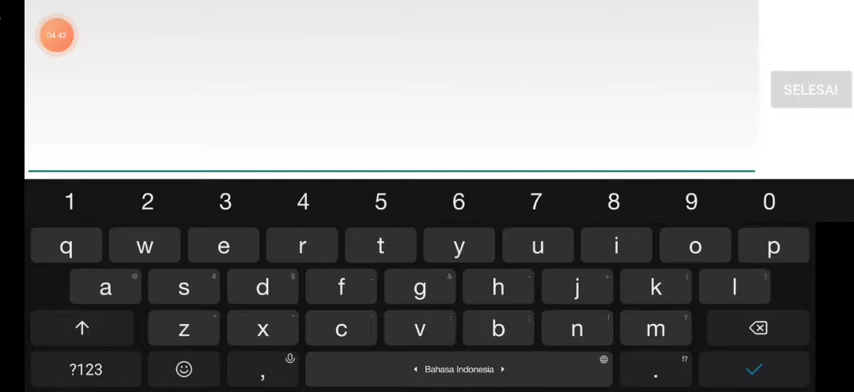 04:42
SELESAI
1 2 3 4 5 6 7 8 9 0
q w e r t y u i o p
@ # $ _ & - + ( )
a s d f g h j k l
z x c v b n m
* " ' : ; ! ?
?123 , Bahasa Indonesia . !?